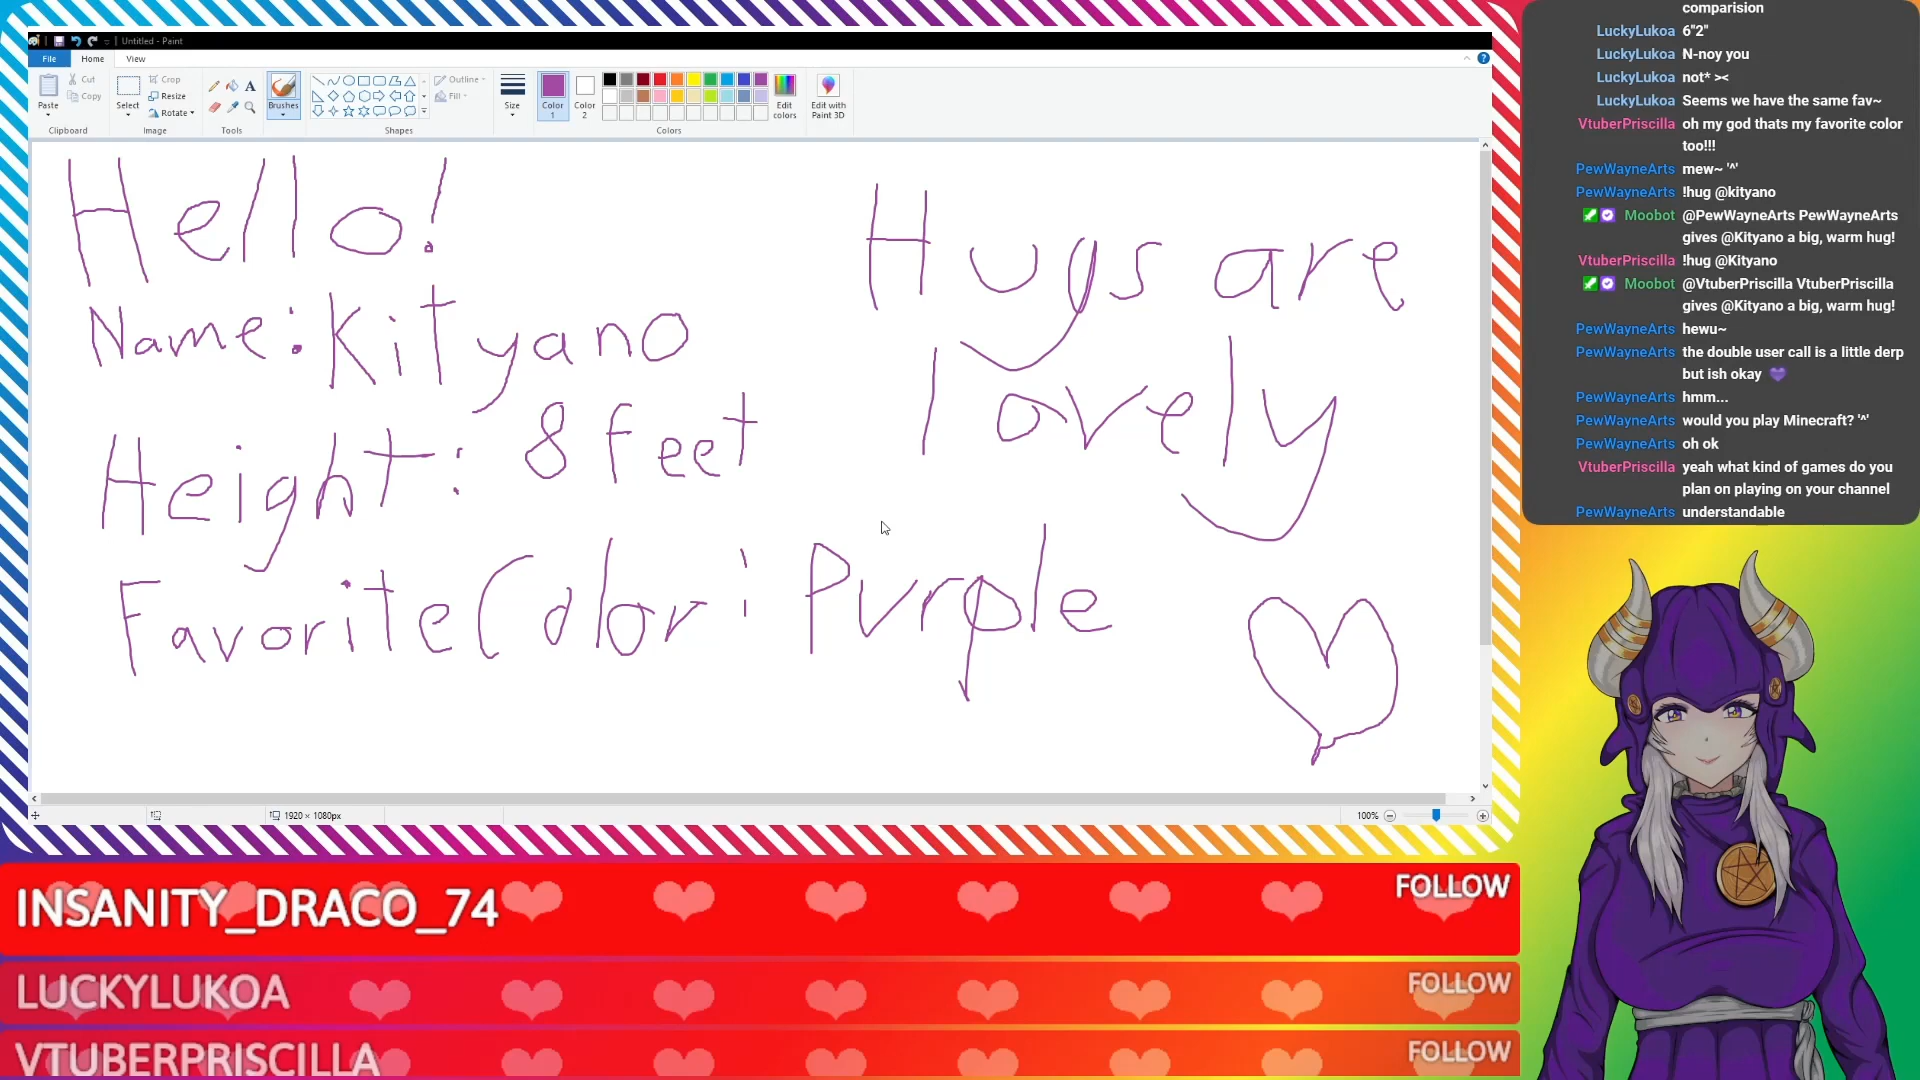 Untitled - Paint
File Home View
Paste
Cut
Copy
Clipboard
Select
Crop
Resize
Rotate
Image
Tools
Brushes
Shapes
Outline
Fill
Size
Color 1
Color 2
Colors
Edit colors
Edit with Paint 3D
Hello!
Name: Kityano
Height: 8 feet
Favorite Color: Purple
Hugs are
lovely
1920 × 1080px
100%
comparision
LuckyLukoa 6"2"
LuckyLukoa N-noy you
LuckyLukoa not* ><
LuckyLukoa Seems we have the same fav~
VtuberPriscilla oh my god thats my favorite color
too!!!
PewWayneArts mew~ '^'
PewWayneArts !hug @kityano
Moobot @PewWayneArts PewWayneArts
gives @Kityano a big, warm hug!
VtuberPriscilla !hug @Kityano
Moobot @VtuberPriscilla VtuberPriscilla
gives @Kityano a big, warm hug!
PewWayneArts hewu~
PewWayneArts the double user call is a little derp
but ish okay 💜
PewWayneArts hmm...
PewWayneArts would you play Minecraft? '^'
PewWayneArts oh ok
VtuberPriscilla yeah what kind of games do you
plan on playing on your channel
PewWayneArts understandable
INSANITY_DRACO_74 FOLLOW
LUCKYLUKOA FOLLOW
VTUBERPRISCILLA FOLLOW